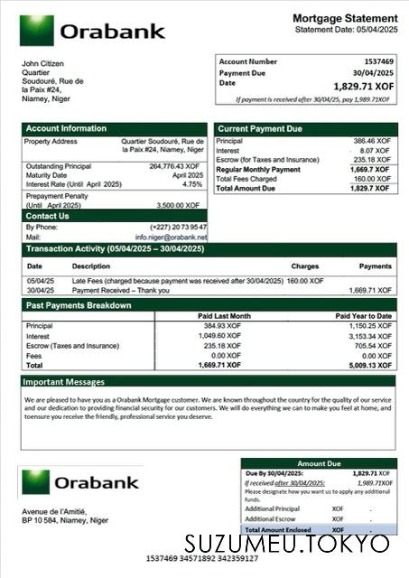 Orabank
Mortgage Statement
Statement Date: 05/04/2025
John Citizen
Quartier
Soudouré, Rue de
la Paix #24,
Niamey, Niger
Account Number 1537469
Payment Due 30/04/2025
Date
1,829.71 XOF
If payment is received after 30/04/25, pay 1,989.71XOF
Account Information
Property Address Quartier Soudouré, Rue de
la Paix #24, Niamey, Niger
Outstanding Principal 264,776.43 XOF
Maturity Date April 2025
Interest Rate (Until April 2025) 4.75%
Prepayment Penalty
(Until April 2025) 3,500.00 XOF
Contact Us
By Phone: (+227) 20 73 95 47
Mail: info.niger@orabank.net
Current Payment Due
Principal 386.46 XOF
Interest 8.07 XOF
Escrow (for Taxes and Insurance) 235.18 XOF
Regular Monthly Payment 1,669.7 XOF
Total Fees Charged 160.00 XOF
Total Amount Due 1,829.7 XOF
Transaction Activity (05/04/2025 – 30/04/2025)
Date Description Charges Payments
05/04/25 Late Fees (charged because payment was received after 30/04/2025) 160.00 XOF
30/04/25 Payment Received – Thank you 1,669.71 XOF
Past Payments Breakdown
Paid Last Month Paid Year to Date
Principal 384.93 XOF 1,150.25 XOF
Interest 1,049.60 XOF 3,153.34 XOF
Escrow (Taxes and Insurance) 235.18 XOF 705.54 XOF
Fees 0.00 XOF 0.00 XOF
Total 1,669.71 XOF 5,009.13 XOF
Important Messages
We are pleased to have you as a Orabank Mortgage customer. We are known throughout the country for the quality of our service
and our dedication to providing financial security for our customers. We will do everything we can to make you feel at home, and
toensure you receive the friendly, professional service you deserve.
Orabank
Avenue de l'Amitié,
BP 10 584, Niamey, Niger
Amount Due
Due By 30/04/2025: 1,829.71 XOF
If received after 30/04/2025: 1,989.71XOF
Please designate how you want us to apply any additional
funds.
Additional Principal XOF .
Additional Escrow XOF .
Total Amount Enclosed XOF .
SUZUMEU.TOKYO
1537469 34571892 342359127